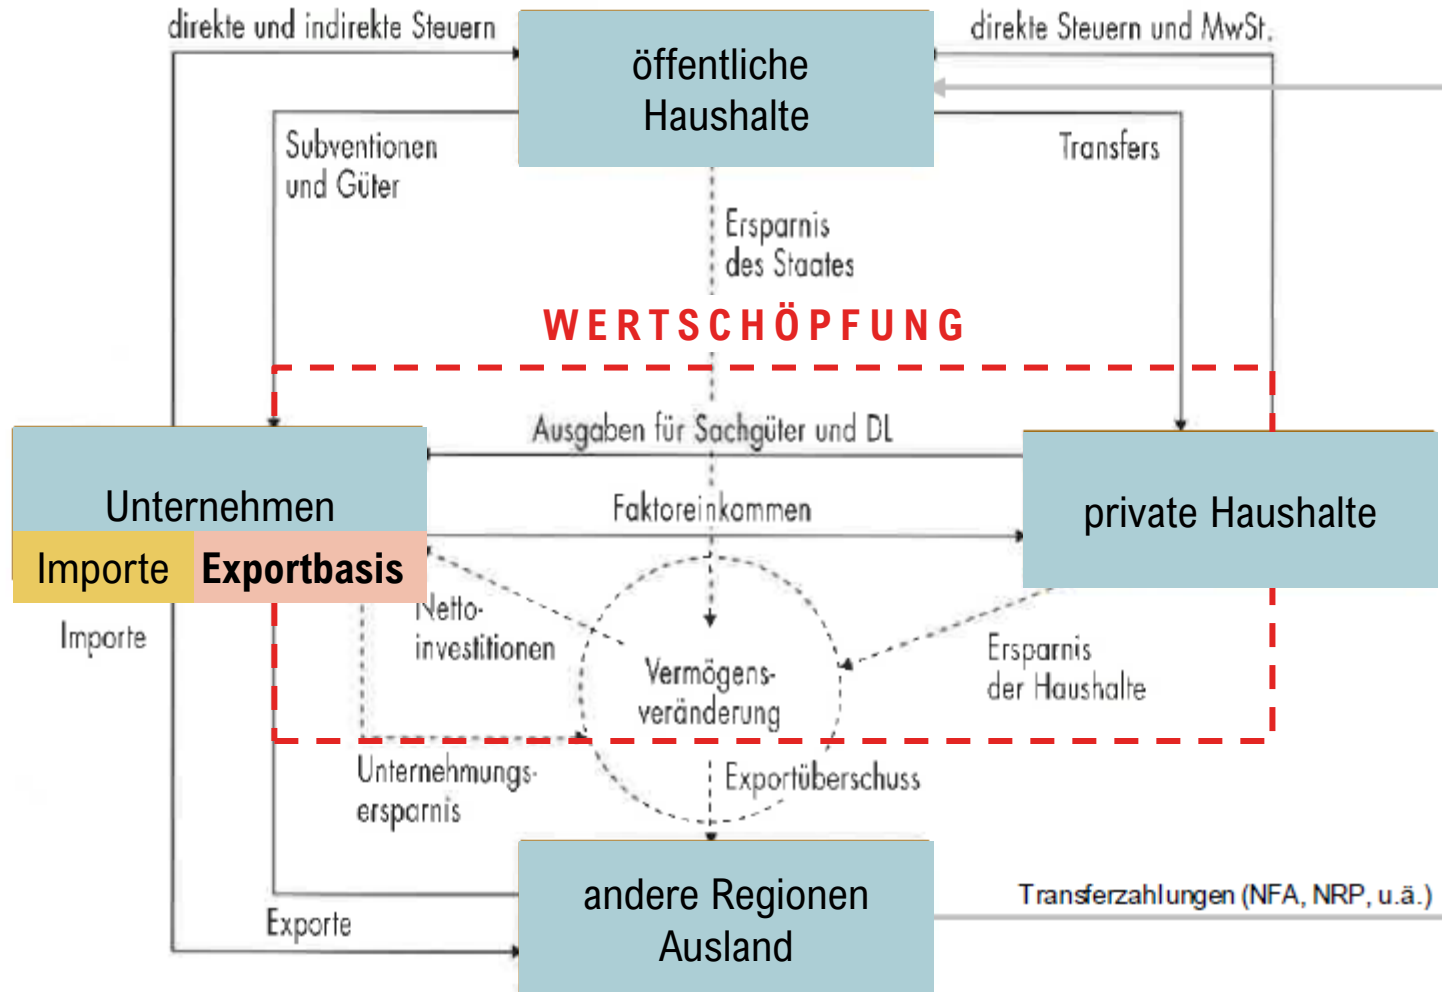 direkte und indirekte Steuern
direkte Steuern und MwSt.
öffentliche
Haushalte
Subventionen
und Güter
Transfers
Ersparnis
des Staates
WERTSCHÖPFUNG
Ausgaben für Sachgüter und DL
Unternehmen
Faktoreinkommen
private Haushalte
Importe
Exportbasis
Importe
Netto-
investitionen
Vermögens-
veränderung
Ersparnis
der Haushalte
Unternehmungs-
ersparnis
Exportüberschuss
andere Regionen
Ausland
Transferzahlungen (NFA, NRP, u.ä.)
Exporte